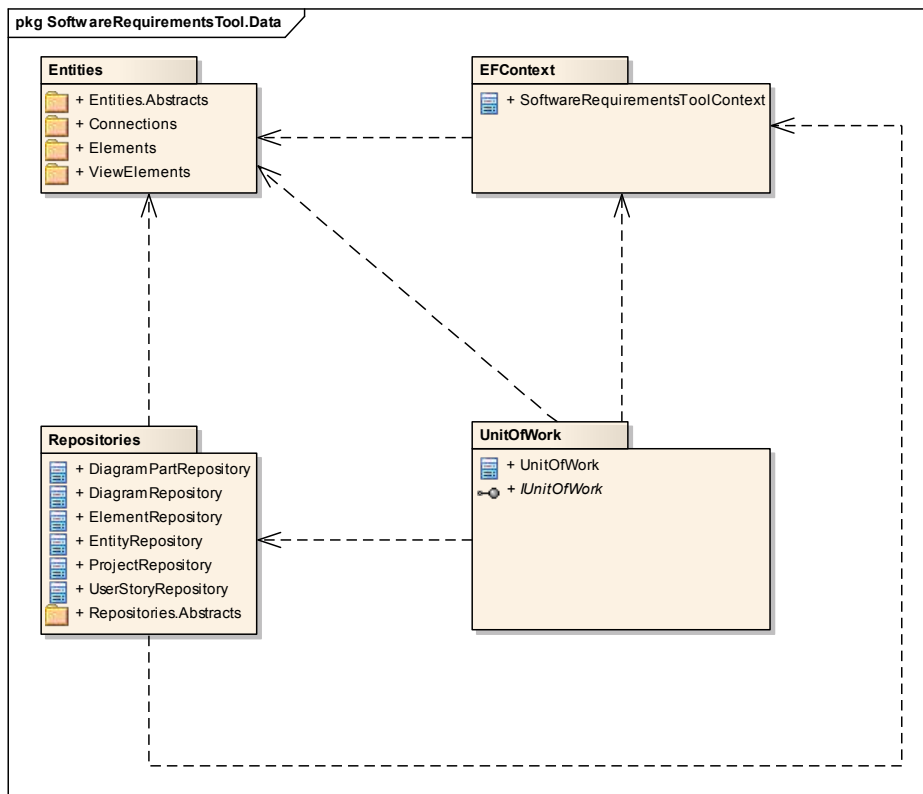 pkg SoftwareRequirementsTool.Data
Entities
+ Entities.Abstracts
+ Connections
+ Elements
+ ViewElements
EFContext
+ SoftwareRequirementsToolContext
Repositories
+ DiagramPartRepository
+ DiagramRepository
+ ElementRepository
+ EntityRepository
+ ProjectRepository
+ UserStoryRepository
+ Repositories.Abstracts
UnitOfWork
+ UnitOfWork
+ IUnitOfWork